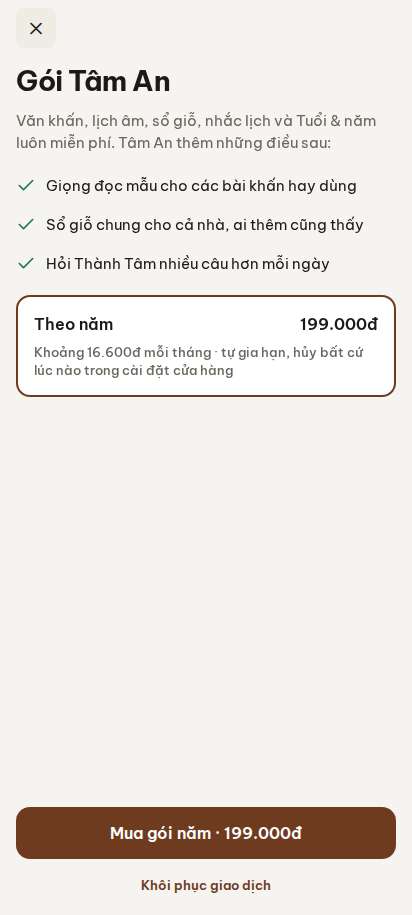 Gói Tâm An
Văn khấn, lịch âm, sổ giỗ, nhắc lịch và Tuổi & năm
luôn miễn phí. Tâm An thêm những điều sau:
Giọng đọc mẫu cho các bài khấn hay dùng
Sổ giỗ chung cho cả nhà, ai thêm cũng thấy
Hỏi Thành Tâm nhiều câu hơn mỗi ngày
Theo năm 199.000đ
Khoảng 16.600đ mỗi tháng · tự gia hạn, hủy bất cứ
lúc nào trong cài đặt cửa hàng
Mua gói năm · 199.000đ
Khôi phục giao dịch